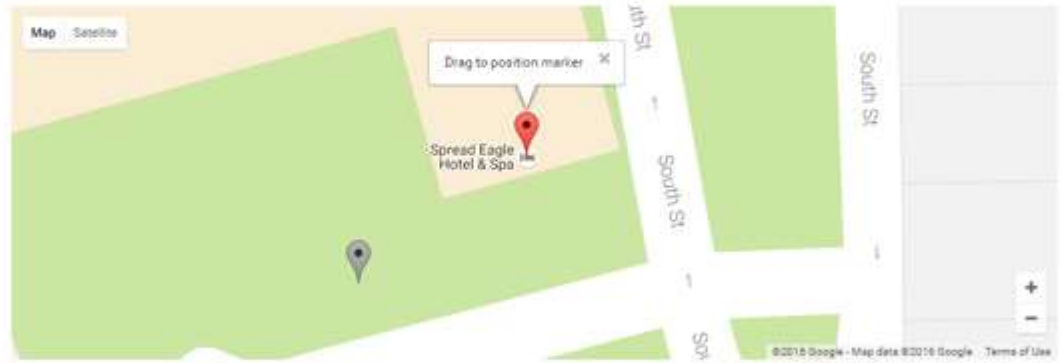 Map Satellite
Drag to position marker ×
Spread Eagle
Hotel & Spa
th St
South St
South St
+
−
©2016 Google - Map data ©2016 Google Terms of Use